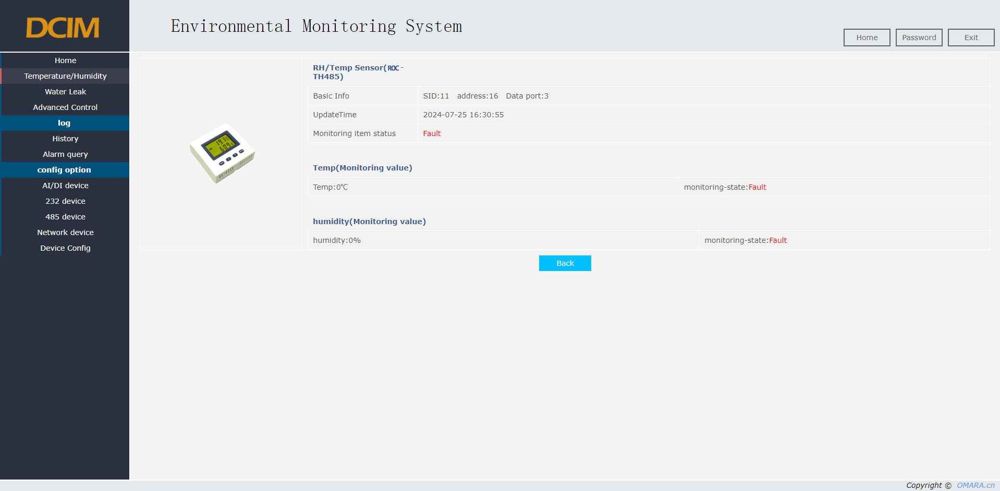 DCIM
Environmental Monitoring System
Home
Password
Exit
Home
Temperature/Humidity
Water Leak
Advanced Control
log
History
Alarm query
config option
AI/DI device
232 device
485 device
Network device
Device Config
19.1℃
60.9%
RH/Temp Sensor(ROC-
TH485)
Basic Info
SID:11 address:16 Data port:3
UpdateTime
2024-07-25 16:30:55
Monitoring item status
Fault
Temp(Monitoring value)
Temp:0℃
monitoring-state:Fault
humidity(Monitoring value)
humidity:0%
monitoring-state:Fault
Back
Copyright © OMARA.cn